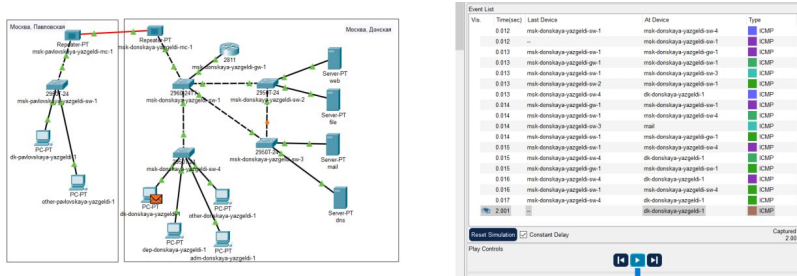 Москва, Павловская
Repeater-PT
msk-pavlovskaya-yazgeldi-mc-1
2950T-24
msk-pavlovskaya-yazgeldi-sw-1
PC-PT
dk-pavlovskaya-yazgeldi-1
PC-PT
other-pavlovskaya-yazgeldi-1
Москва, Донская
Repeater-PT
msk-donskaya-yazgeldi-mc-1
2811
msk-donskaya-yazgeldi-gw-1
msk-donskaya-yazgeldi-sw-1
msk-donskaya-yazgeldi-sw-2
Server-PT
web
Server-PT
file
2950T-24
msk-donskaya-yazgeldi-sw-3
Server-PT
mail
Server-PT
dns
msk-donskaya-yazgeldi-sw-4
PC-PT
dk-donskaya-yazgeldi-1
PC-PT
other-donskaya-yazgeldi-1
PC-PT
dep-donskaya-yazgeldi-1
PC-PT
adm-donskaya-yazgeldi-1
Event List
Vis. Time(sec) Last Device At Device Type
0.012 msk-donskaya-yazgeldi-sw-1 msk-donskaya-yazgeldi-sw-4 ICMP
0.012 -- msk-donskaya-yazgeldi-sw-1 ICMP
0.013 msk-donskaya-yazgeldi-sw-1 msk-donskaya-yazgeldi-gw-1 ICMP
0.013 msk-donskaya-yazgeldi-gw-1 msk-donskaya-yazgeldi-sw-1 ICMP
0.013 msk-donskaya-yazgeldi-sw-1 msk-donskaya-yazgeldi-sw-3 ICMP
0.013 msk-donskaya-yazgeldi-gw-1 msk-donskaya-yazgeldi-sw-1 ICMP
0.013 msk-donskaya-yazgeldi-sw-4 dk-donskaya-yazgeldi-1 ICMP
0.014 msk-donskaya-yazgeldi-sw-1 msk-donskaya-yazgeldi-gw-1 ICMP
0.014 msk-donskaya-yazgeldi-gw-1 msk-donskaya-yazgeldi-sw-1 ICMP
0.014 msk-donskaya-yazgeldi-sw-3 mail ICMP
0.014 msk-donskaya-yazgeldi-sw-1 msk-donskaya-yazgeldi-gw-1 ICMP
0.015 msk-donskaya-yazgeldi-sw-1 msk-donskaya-yazgeldi-sw-4 ICMP
0.015 msk-donskaya-yazgeldi-sw-4 dk-donskaya-yazgeldi-1 ICMP
0.015 msk-donskaya-yazgeldi-gw-1 msk-donskaya-yazgeldi-sw-1 ICMP
0.016 msk-donskaya-yazgeldi-sw-4 dk-donskaya-yazgeldi-1 ICMP
0.016 msk-donskaya-yazgeldi-sw-1 msk-donskaya-yazgeldi-sw-4 ICMP
0.017 msk-donskaya-yazgeldi-sw-4 dk-donskaya-yazgeldi-1 ICMP
2.001 -- dk-donskaya-yazgeldi-1 ICMP
Reset Simulation Constant Delay Captured
2.00
Play Controls